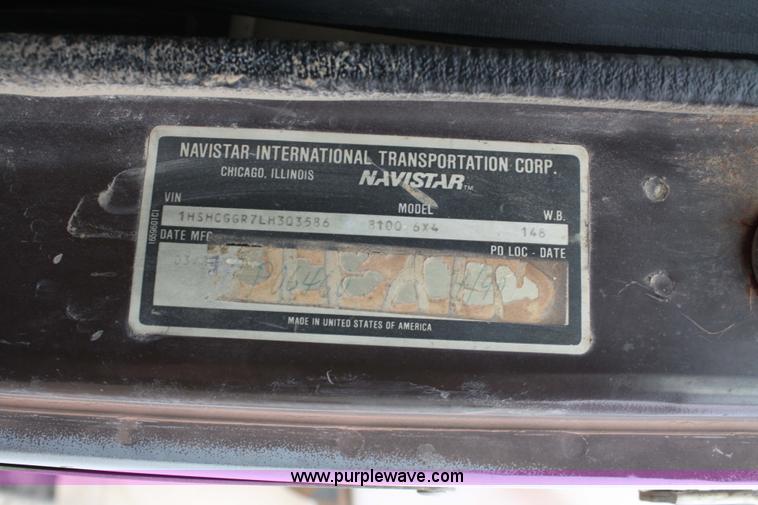 NAVISTAR INTERNATIONAL TRANSPORTATION CORP.
CHICAGO, ILLINOIS NAVISTAR TM
VIN MODEL W.B.
1HSHCGGR7LH303586 8100 6X4 148
DATE MFG PD LOC - DATE
MADE IN UNITED STATES OF AMERICA
www.purplewave.com